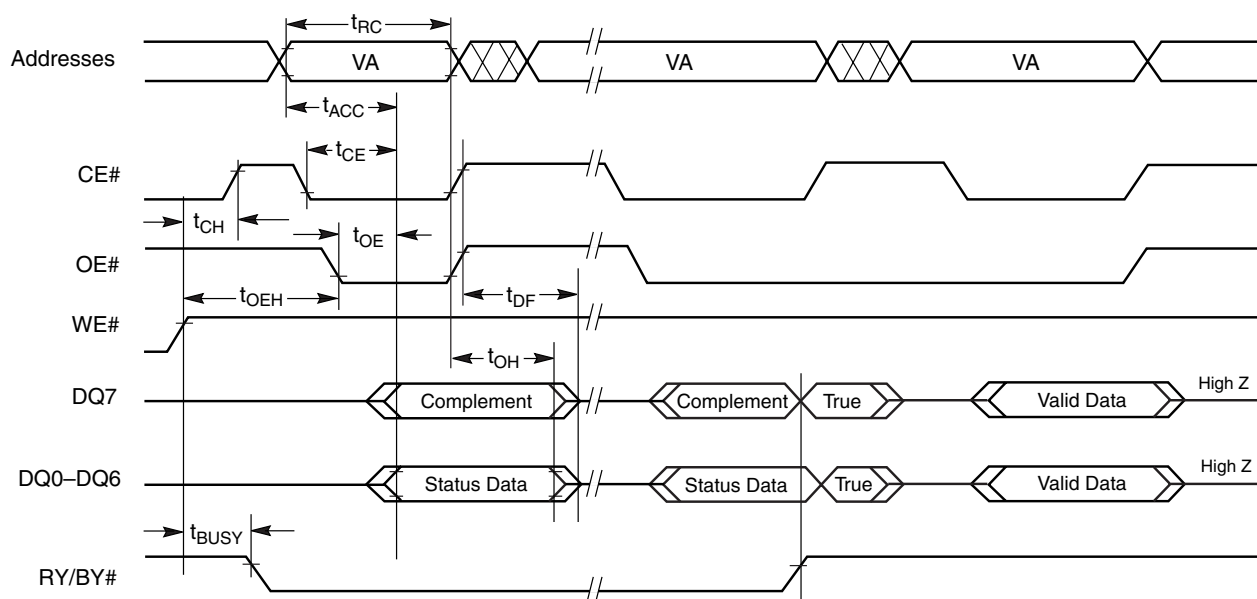 tRC
Addresses VA VA VA
tACC
tCE
CE#
tCH tOE
OE#
tOEH tDF
WE#
tOH
DQ7 Complement Complement True Valid Data High Z
DQ0–DQ6 Status Data Status Data True Valid Data High Z
tBUSY
RY/BY#